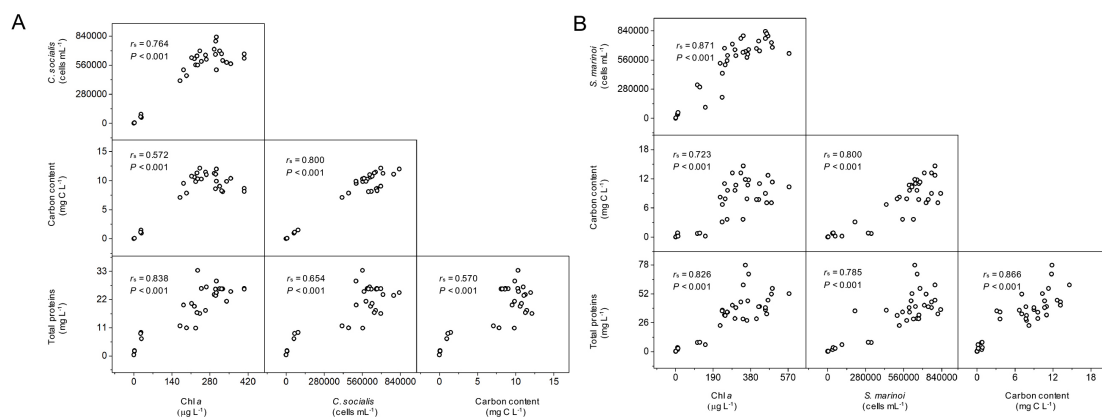 A
C. socialis
(cells mL⁻¹)
840000
560000
280000
0
rs = 0.764
P < 0.001
Carbon content
(mg C L⁻¹)
15
10
5
0
rs = 0.572
P < 0.001
rs = 0.800
P < 0.001
Total proteins
(mg L⁻¹)
33
22
11
0
rs = 0.838
P < 0.001
rs = 0.654
P < 0.001
rs = 0.570
P < 0.001
0 140 280 420
0 280000 560000 840000
0 5 10 15
Chl a
(µg L⁻¹)
C. socialis
(cells mL⁻¹)
Carbon content
(mg C L⁻¹)
B
S. marinoi
(cells mL⁻¹)
840000
560000
280000
0
rs = 0.871
P < 0.001
Carbon content
(mg C L⁻¹)
18
12
6
0
rs = 0.723
P < 0.001
rs = 0.800
P < 0.001
Total proteins
(mg L⁻¹)
78
52
26
0
rs = 0.826
P < 0.001
rs = 0.785
P < 0.001
rs = 0.866
P < 0.001
0 190 380 570
0 280000 560000 840000
0 6 12 18
Chl a
(µg L⁻¹)
S. marinoi
(cells mL⁻¹)
Carbon content
(mg C L⁻¹)